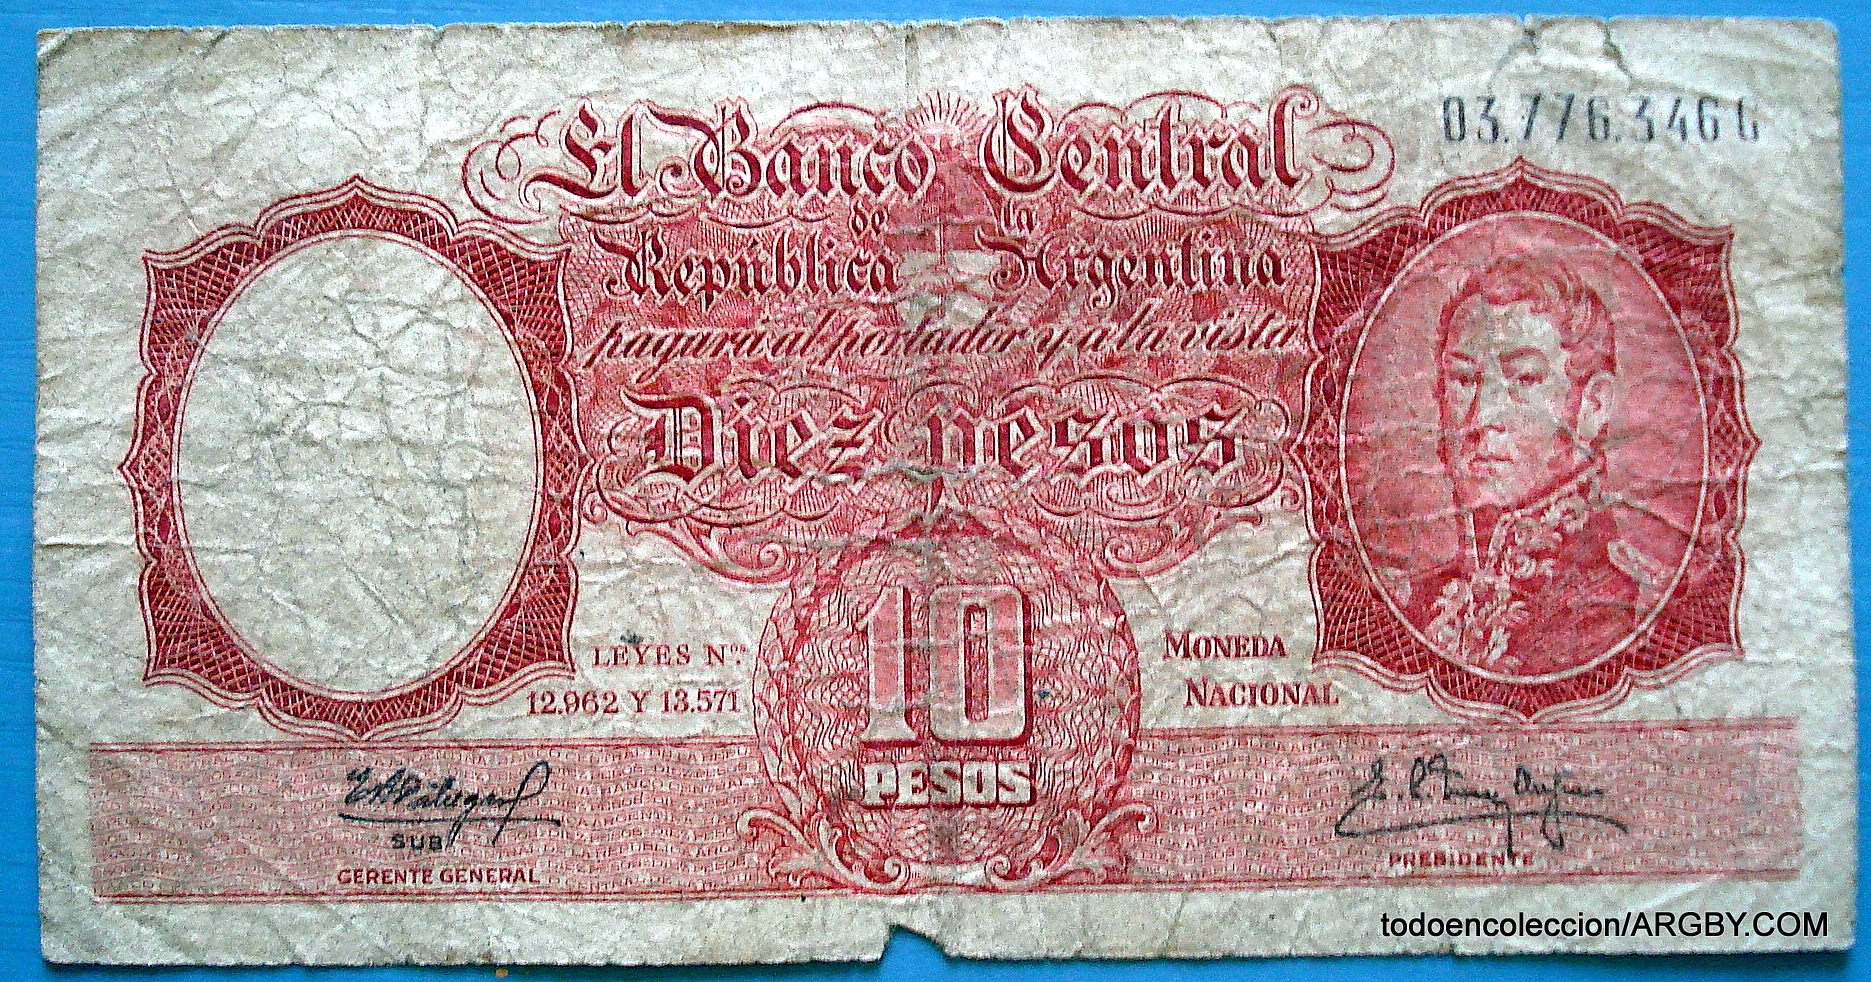 03.776.346 G
El Banco Central
de la
República Argentina
pagará al portador y a la vista
Diez pesos
LEYES Nos.
12.962 Y 13.571
10
PESOS
MONEDA
NACIONAL
SUB
GERENTE GENERAL
PRESIDENTE
todoencoleccion/ARGBY.COM